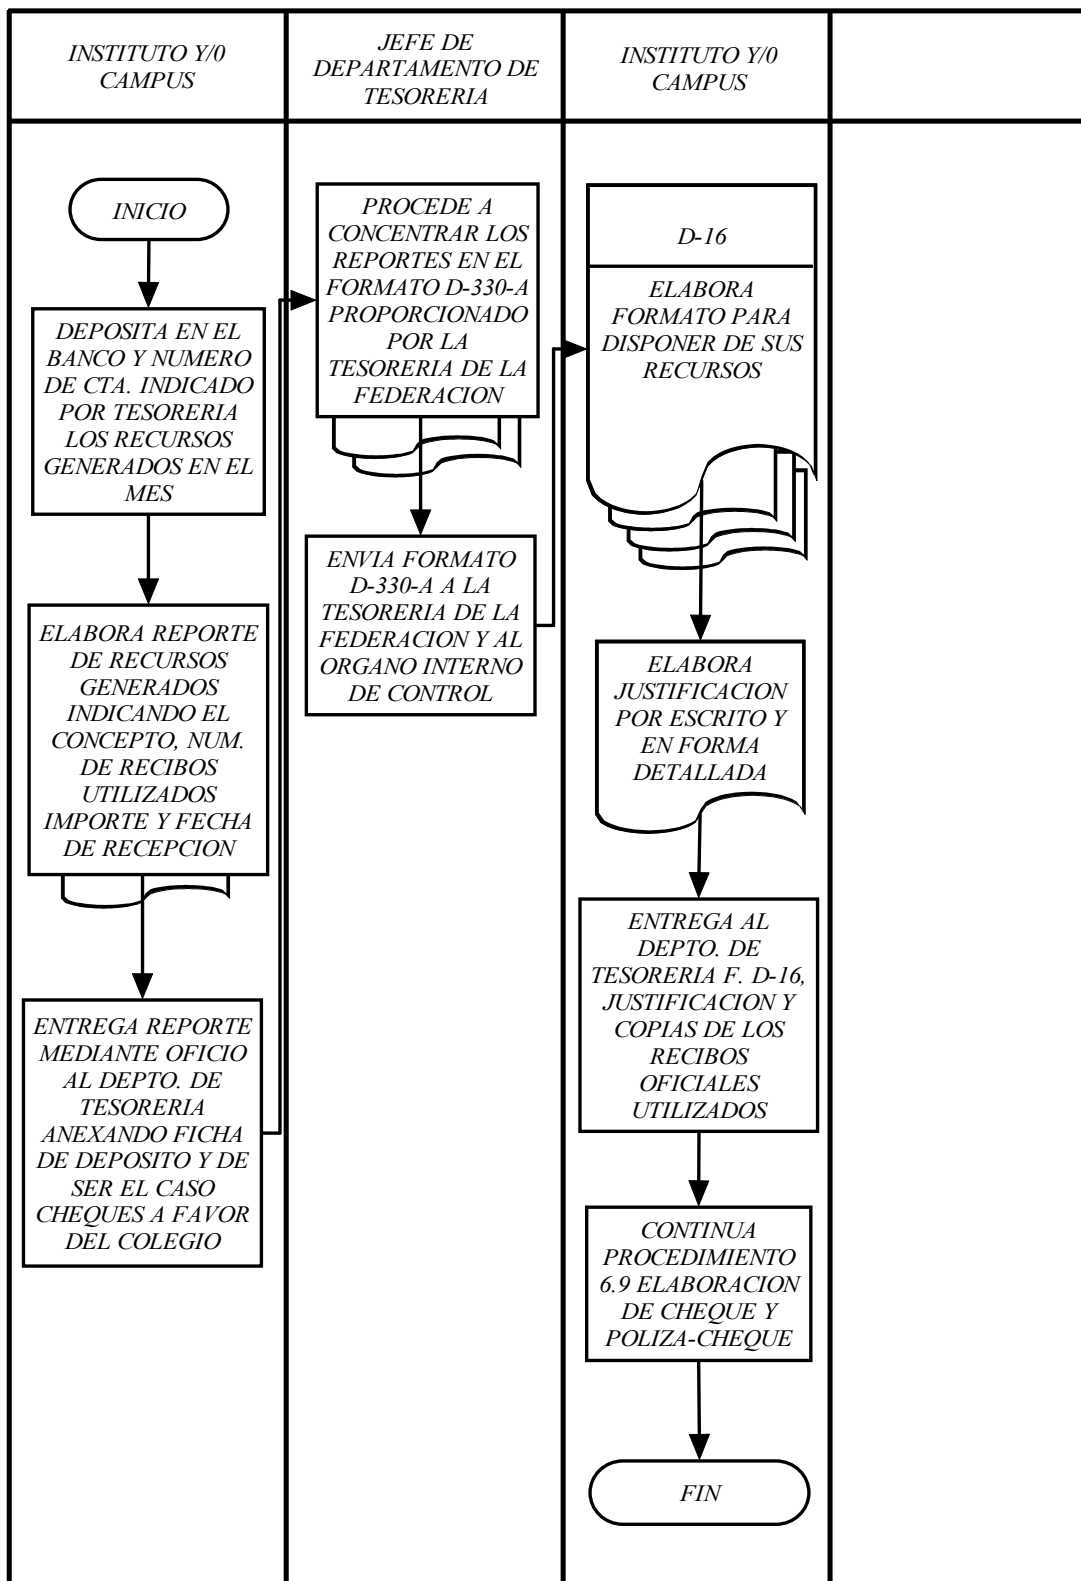 INSTITUTO Y/0
CAMPUS
JEFE DE
DEPARTAMENTO DE
TESORERIA
INSTITUTO Y/0
CAMPUS
INICIO
DEPOSITA EN EL
BANCO Y NUMERO
DE CTA. INDICADO
POR TESORERIA
LOS RECURSOS
GENERADOS EN EL
MES
ELABORA REPORTE
DE RECURSOS
GENERADOS
INDICANDO EL
CONCEPTO, NUM.
DE RECIBOS
UTILIZADOS
IMPORTE Y FECHA
DE RECEPCION
ENTREGA REPORTE
MEDIANTE OFICIO
AL DEPTO. DE
TESORERIA
ANEXANDO FICHA
DE DEPOSITO Y DE
SER EL CASO
CHEQUES A FAVOR
DEL COLEGIO
PROCEDE A
CONCENTRAR LOS
REPORTES EN EL
FORMATO D-330-A
PROPORCIONADO
POR LA
TESORERIA DE LA
FEDERACION
ENVIA FORMATO
D-330-A A LA
TESORERIA DE LA
FEDERACION Y AL
ORGANO INTERNO
DE CONTROL
D-16
ELABORA
FORMATO PARA
DISPONER DE SUS
RECURSOS
ELABORA
JUSTIFICACION
POR ESCRITO Y
EN FORMA
DETALLADA
ENTREGA AL
DEPTO. DE
TESORERIA F. D-16,
JUSTIFICACION Y
COPIAS DE LOS
RECIBOS
OFICIALES
UTILIZADOS
CONTINUA
PROCEDIMIENTO
6.9 ELABORACION
DE CHEQUE Y
POLIZA-CHEQUE
FIN